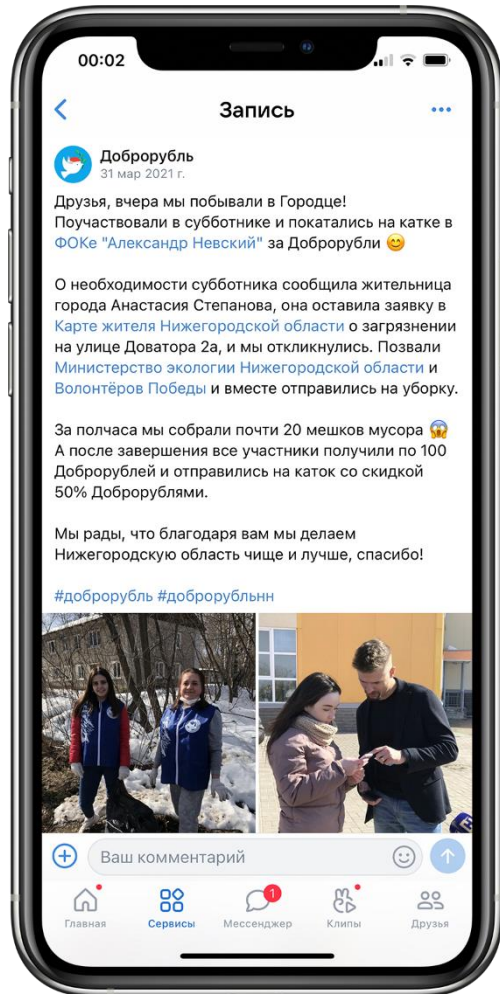 00:02
Запись
Доброрубль
31 мар 2021 г.
Друзья, вчера мы побывали в Городце!
Поучаствовали в субботнике и покатались на катке в
ФОКе "Александр Невский" за Доброрубли 😊
О необходимости субботника сообщила жительница
города Анастасия Степанова, она оставила заявку в
Карте жителя Нижегородской области о загрязнении
на улице Доватора 2а, и мы откликнулись. Позвали
Министерство экологии Нижегородской области и
Волонтёров Победы и вместе отправились на уборку.
За полчаса мы собрали почти 20 мешков мусора 😱
А после завершения все участники получили по 100
Доброрублей и отправились на каток со скидкой
50% Доброрублями.
Мы рады, что благодаря вам мы делаем
Нижегородскую область чище и лучше, спасибо!
#доброрубль #доброрубльнн
Ваш комментарий
1
Главная Сервисы Мессенджер Клипы Друзья